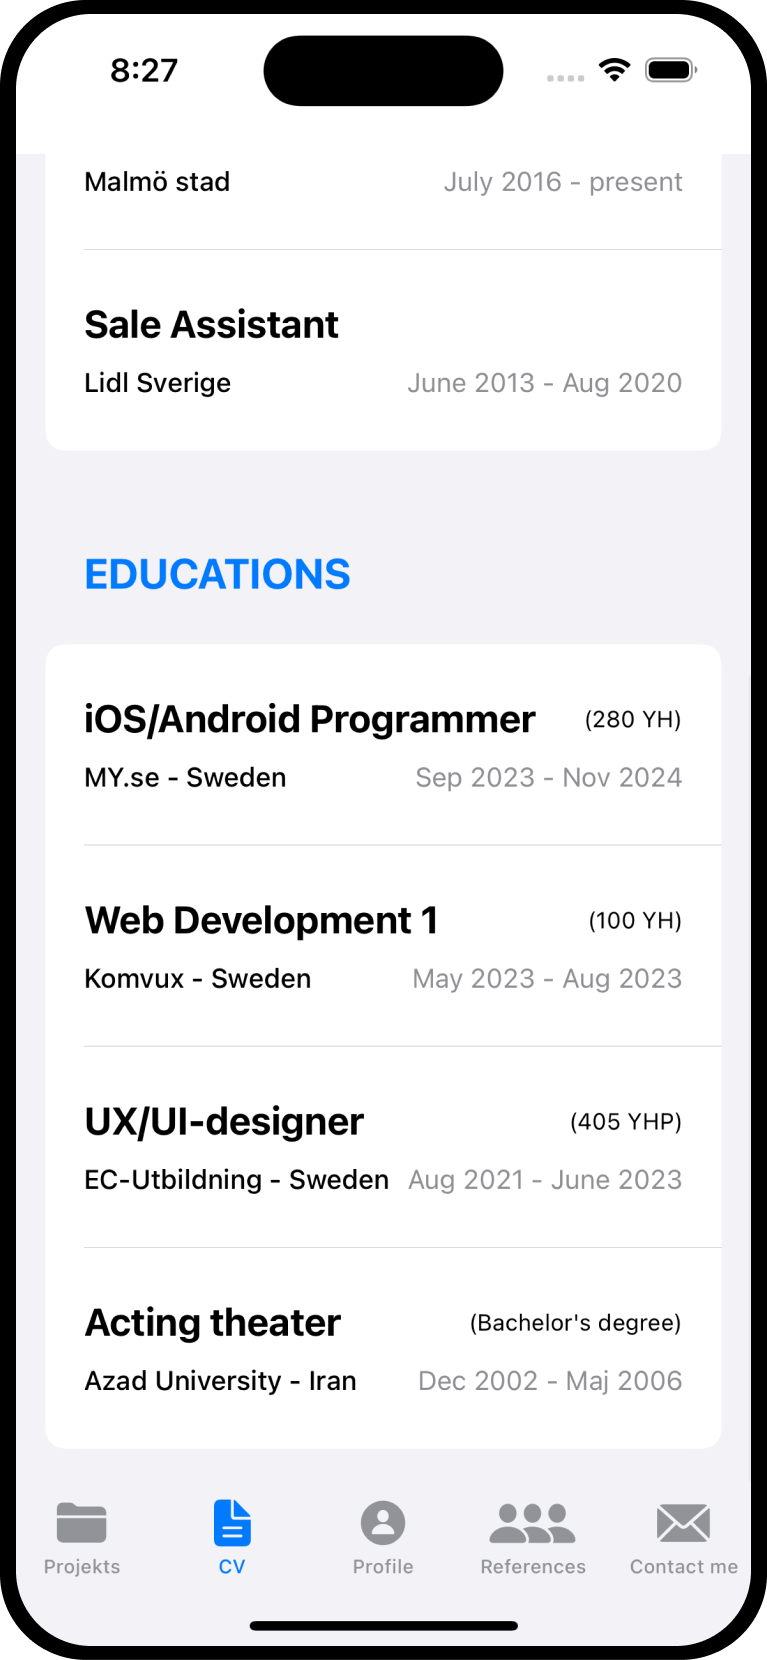 8:27
Malmö stad July 2016 - present
Sale Assistant
Lidl Sverige June 2013 - Aug 2020
EDUCATIONS
iOS/Android Programmer (280 YH)
MY.se - Sweden Sep 2023 - Nov 2024
Web Development 1 (100 YH)
Komvux - Sweden May 2023 - Aug 2023
UX/UI-designer (405 YHP)
EC-Utbildning - Sweden Aug 2021 - June 2023
Acting theater (Bachelor's degree)
Azad University - Iran Dec 2002 - Maj 2006
Projekts CV Profile References Contact me